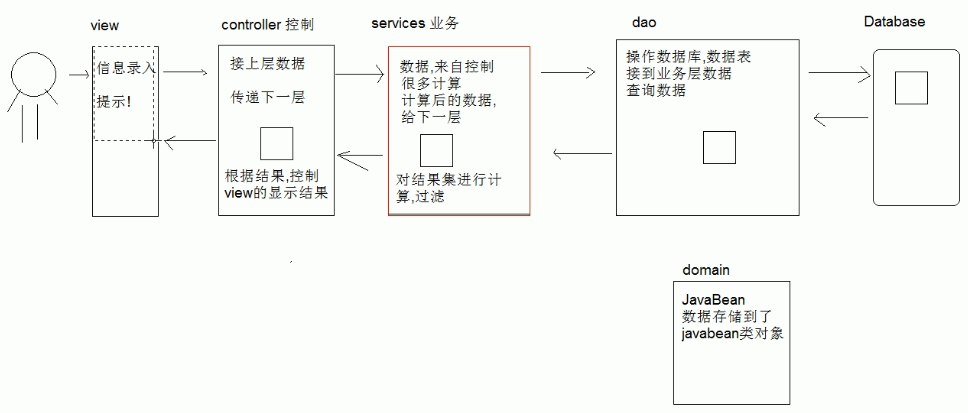 view
controller 控制
services 业务
dao
Database
信息录入
提示!
接上层数据
传递下一层
根据结果,控制
view的显示结果
数据,来自控制
很多计算
计算后的数据,
给下一层
对结果集进行计
算,过滤
操作数据库,数据表
接到业务层数据
查询数据
domain
JavaBean
数据存储到了
javabean类对象